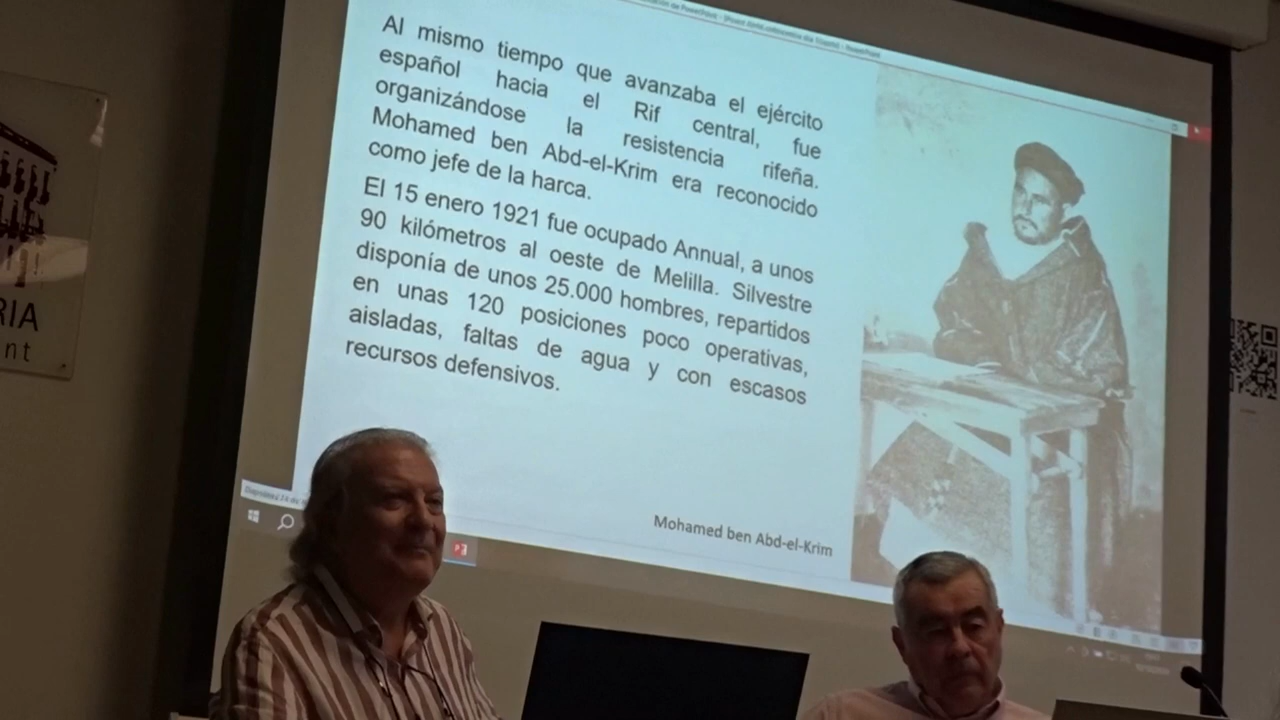 Al mismo tiempo que avanzaba el ejército
español hacia el Rif central, fue
organizándose la resistencia rifeña.
Mohamed ben Abd-el-Krim era reconocido
como jefe de la harca.
El 15 enero 1921 fue ocupado Annual, a unos
90 kilómetros al oeste de Melilla. Silvestre
disponía de unos 25.000 hombres, repartidos
en unas 120 posiciones poco operativas,
aisladas, faltas de agua y con escasos
recursos defensivos.
Mohamed ben Abd-el-Krim
RIA
nt